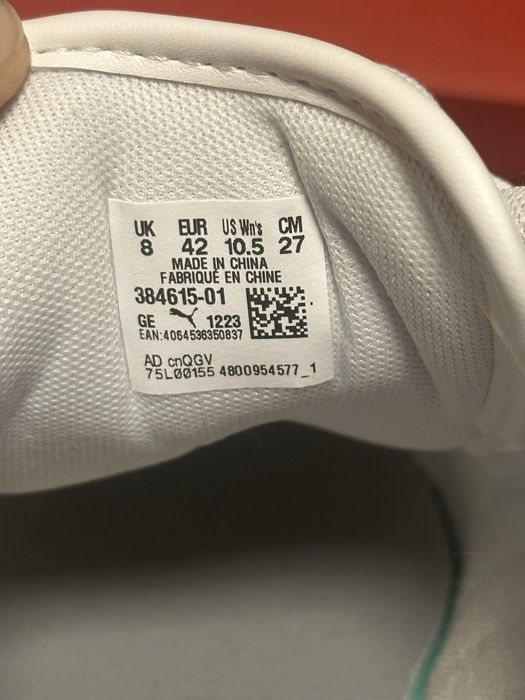 UK EUR US Wn's CM
8 42 10.5 27
MADE IN CHINA
FABRIQUÉ EN CHINE
384615-01
GE 1223
EAN:4064536350837
AD cnQGV
75L00155 4800954577_1